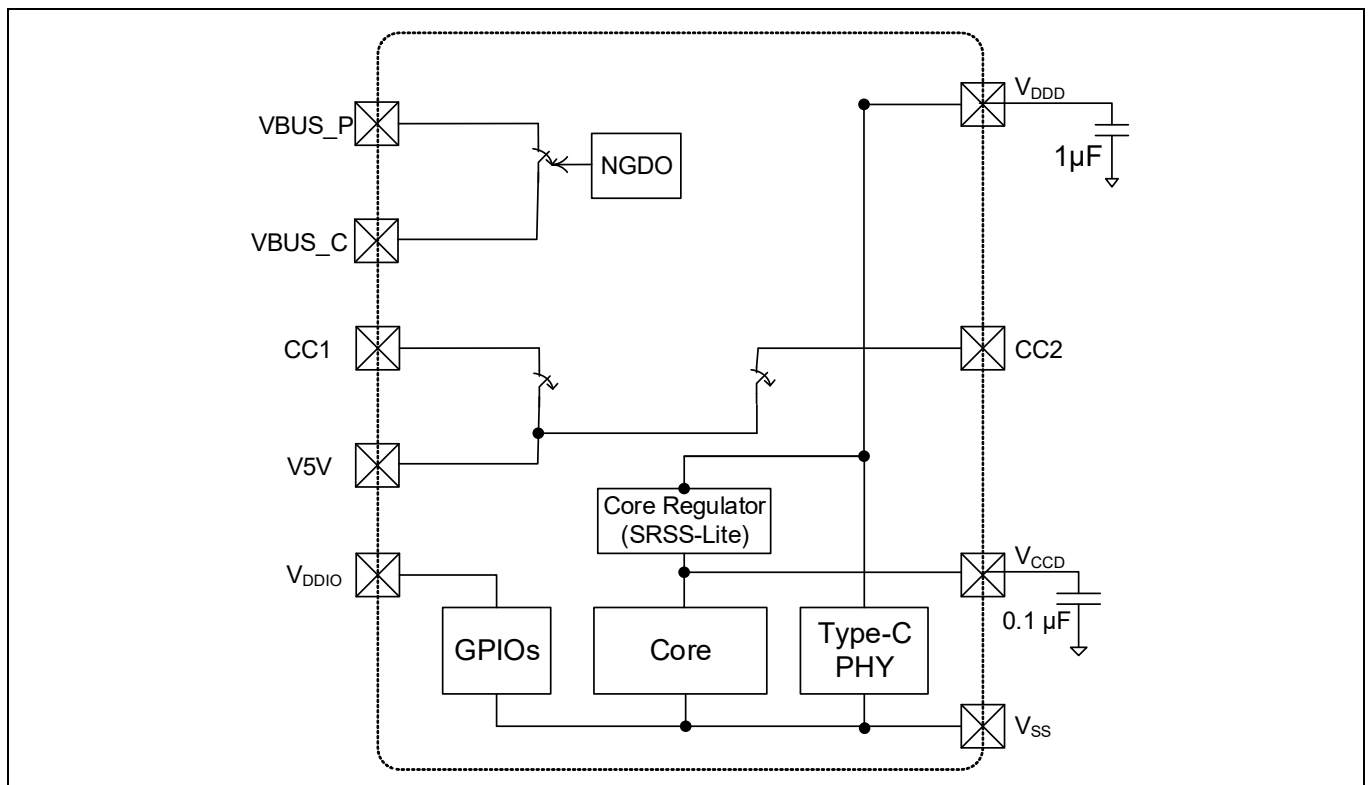 VBUS_P
NGDO
VDDD
1µF
VBUS_C
CC1
CC2
V5V
Core Regulator
(SRSS-Lite)
VDDIO
VCCD
0.1 µF
GPIOs
Core
Type-C
PHY
VSS